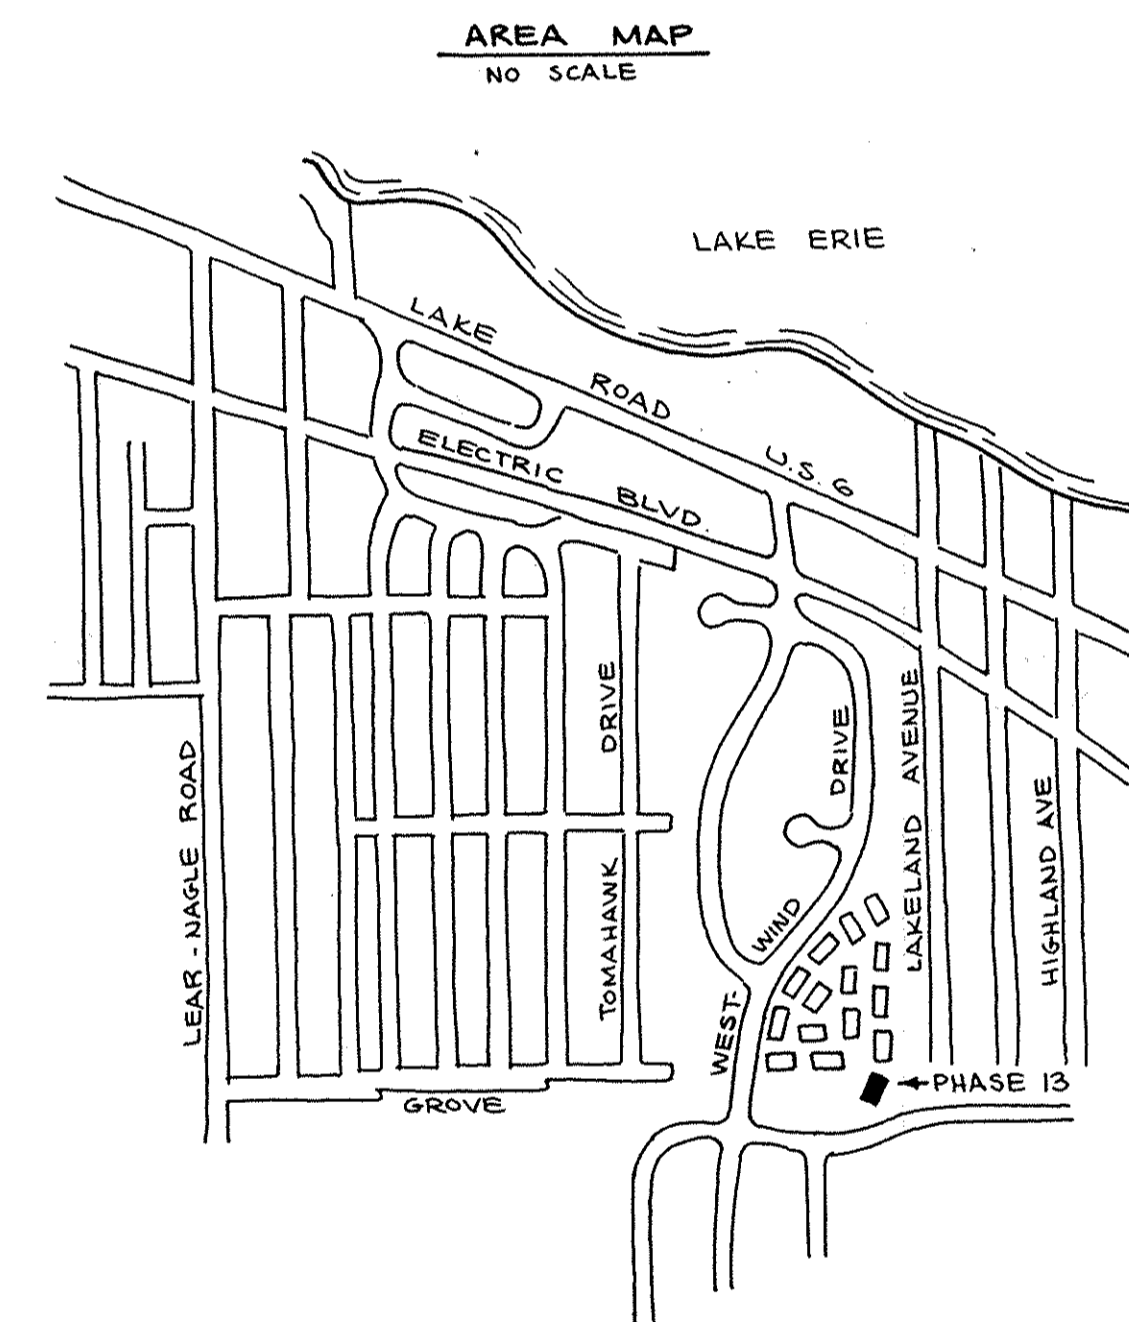 AREA MAP
NO SCALE
LAKE ERIE
LAKE ROAD U.S. 6
ELECTRIC BLVD.
LEAR-NAGLE ROAD
TOMAHAWK DRIVE
WEST-WIND DRIVE
LAKELAND AVENUE
HIGHLAND AVE
PHASE 13
GROVE